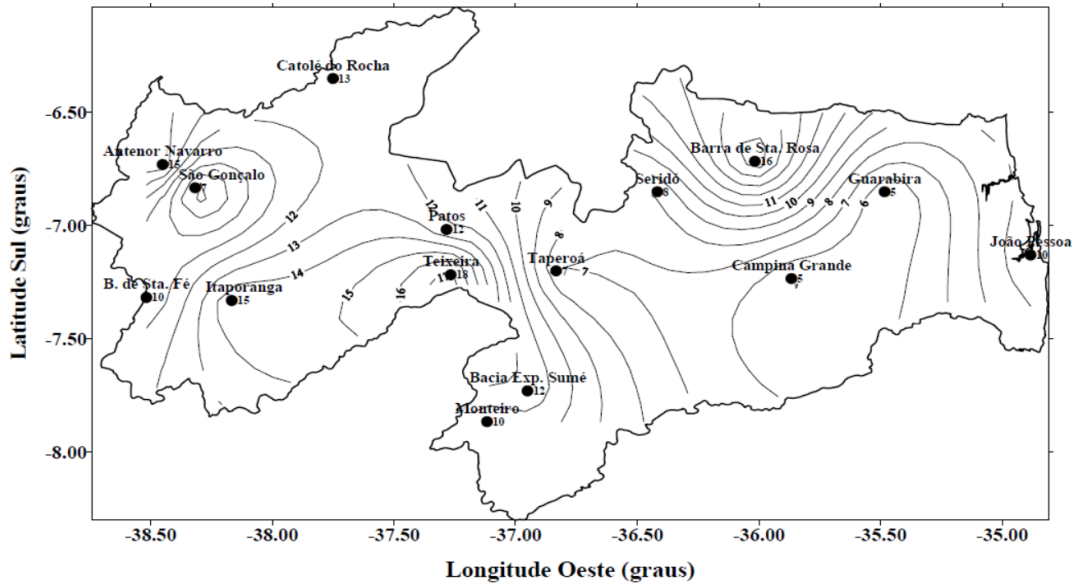 Catolé do Rocha
13
-6.50
Antenor Navarro
15
Barra de Sta. Rosa
16
São Gonçalo
7
Seridó
8
Guarabira
5
12
11
10
9
11
10
9
8
7
6
-7.00
Patos
12
13
8
João Pessoa
10
Teixeira
18
Taperoá
7
7
Campina Grande
5
14
17
B. de Sta. Fé
10
Itaporanga
15
15
16
-7.50
Bacia Exp. Sumé
12
Monteiro
10
-8.00
12
Latitude Sul (graus)
-38.50
-38.00
-37.50
-37.00
-36.50
-36.00
-35.50
-35.00
Longitude Oeste (graus)